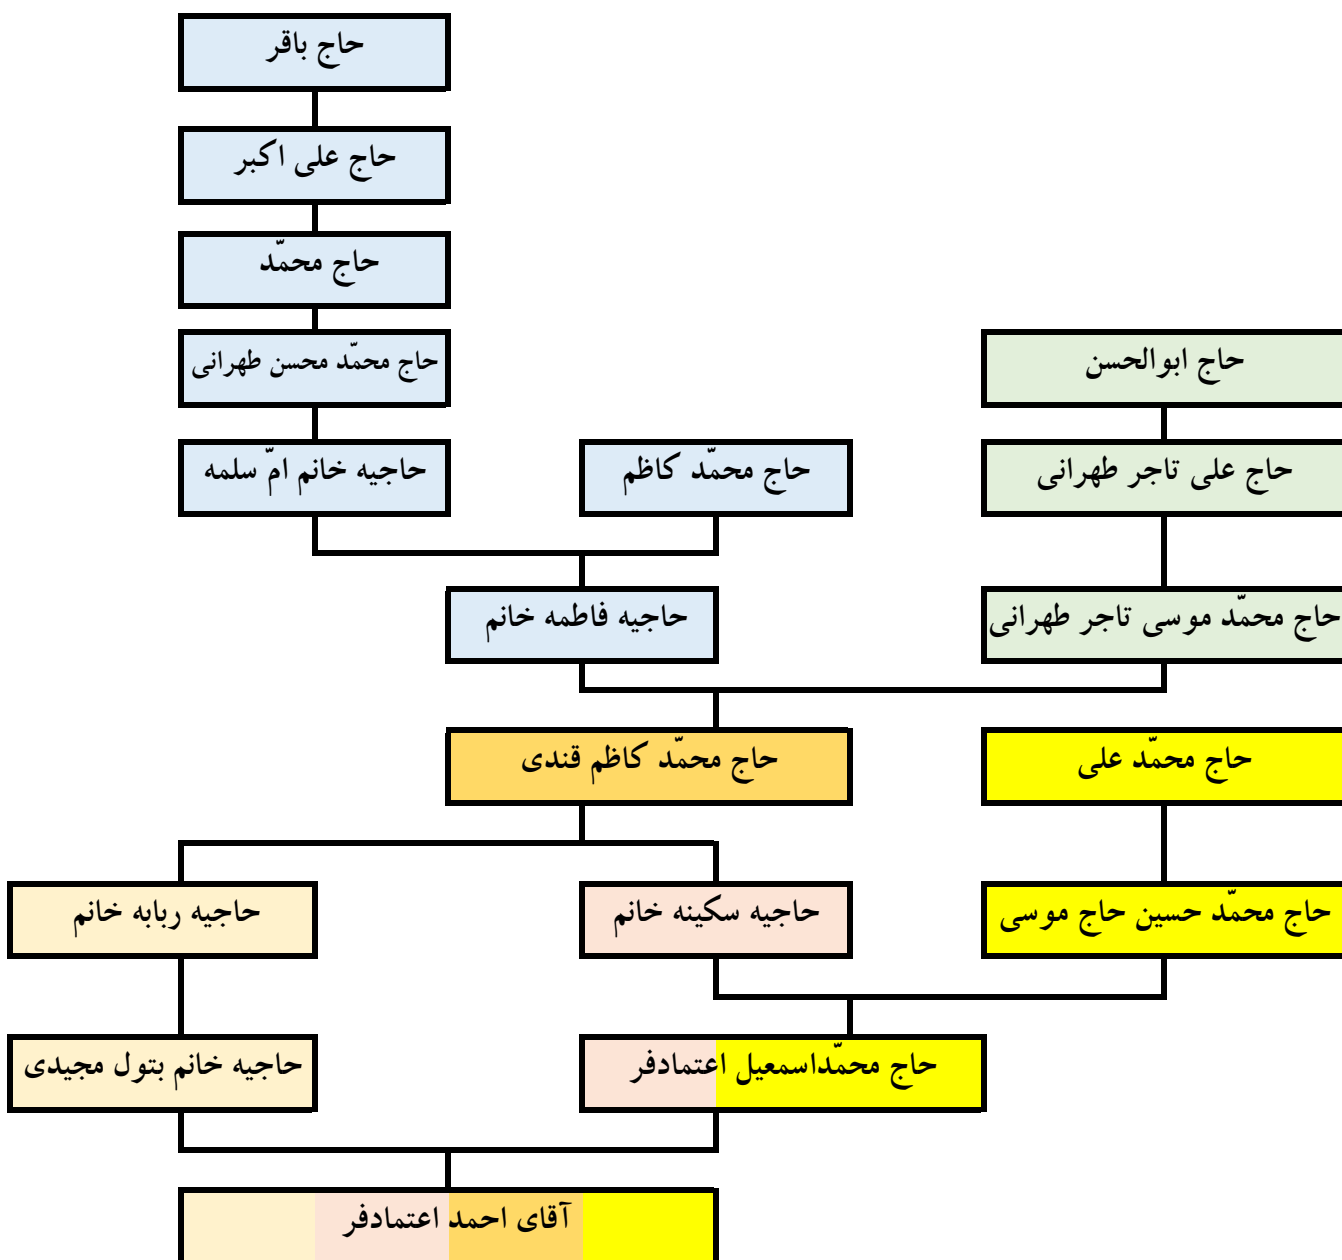 حاج باقر
حاج علی اکبر
حاج محمّد
حاج ابوالحسن
حاج محمّد محسن طهرانی
حاج علی تاجر طهرانی
حاج محمّد کاظم
حاجیه خانم امّ سلمه
حاج محمّد موسی تاجر طهرانی
حاجیه فاطمه خانم
حاج محمّد علی
حاج محمّد کاظم قندی
حاج محمّد حسین حاج موسی
حاجیه سکینه خانم
حاجیه ربابه خانم
حاج محمّداسمعیل اعتمادفر
حاجیه خانم بتول مجیدی
آقای احمد اعتمادفر